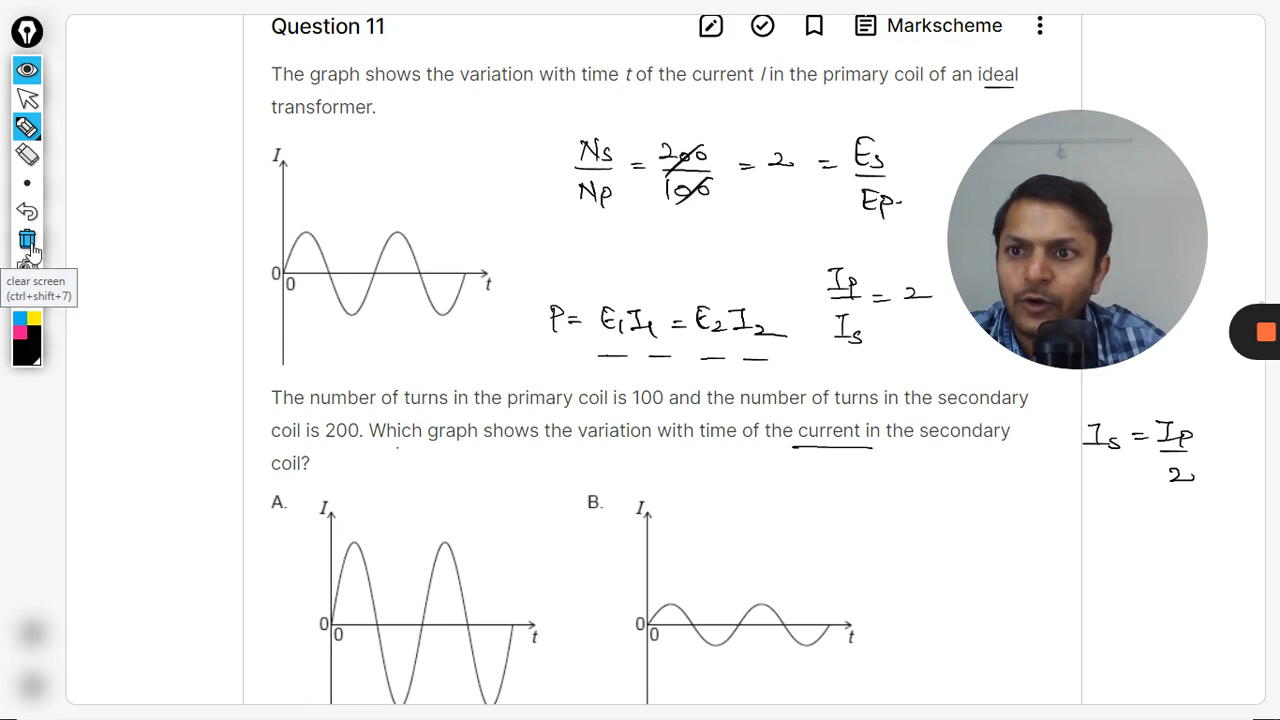 Question 11
Markscheme
The graph shows the variation with time t of the current I in the primary coil of an ideal
transformer.
I
0
0
t
Ns/Np = 200/100 = 2 = Es/Ep
Ip/Is = 2
P = E1I1 = E2I2
clear screen
(ctrl+shift+7)
The number of turns in the primary coil is 100 and the number of turns in the secondary
coil is 200. Which graph shows the variation with time of the current in the secondary
coil?
Is = Ip/2
A.
I
0
0
t
B.
I
0
0
t